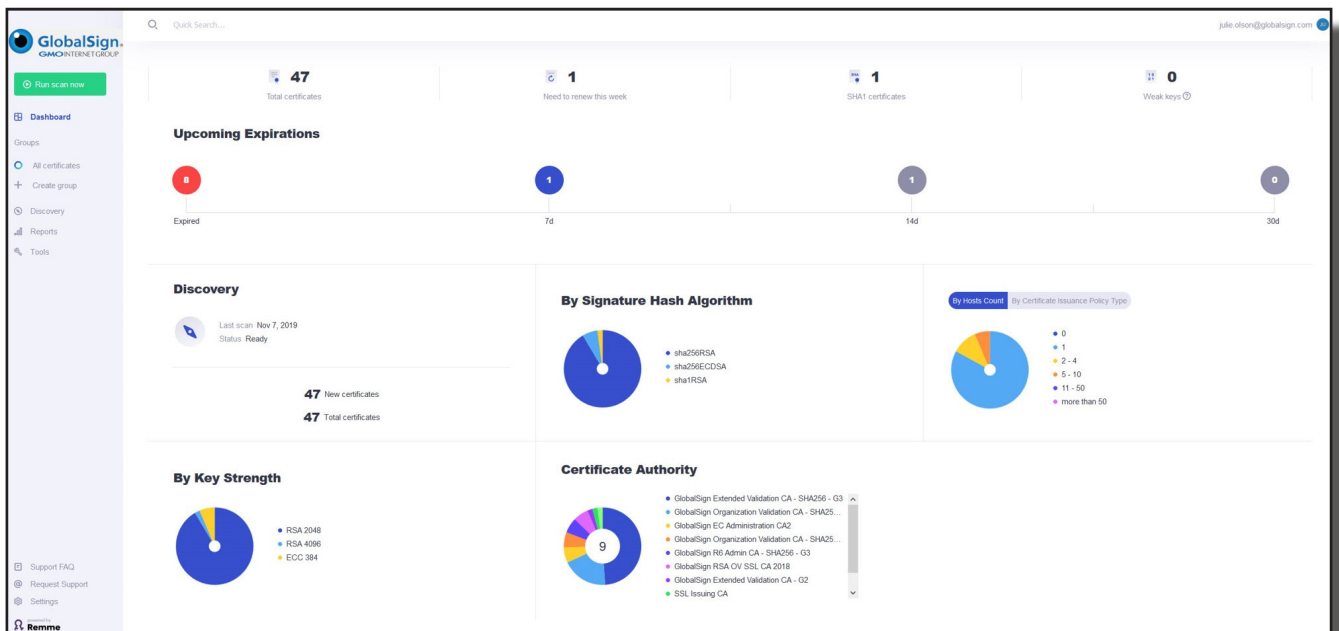 GlobalSign.
GMO INTERNET GROUP
Quick Search...
julie.olson@globalsign.com
Run scan now
Dashboard
Groups
All certificates
Create group
Discovery
Reports
Tools
47
Total certificates
1
Need to renew this week
SHA
1
SHA1 certificates
0
Weak keys
Upcoming Expirations
8
1
1
0
Expired
7d
14d
30d
Discovery
Last scan Nov 7, 2019
Status Ready
47 New certificates
47 Total certificates
By Signature Hash Algorithm
sha256RSA
sha256ECDSA
sha1RSA
By Hosts Count
By Certificate Issuance Policy Type
0
1
2 - 4
5 - 10
11 - 50
more than 50
By Key Strength
RSA 2048
RSA 4096
ECC 384
Certificate Authority
9
GlobalSign Extended Validation CA - SHA256 - G3
GlobalSign Organization Validation CA - SHA25...
GlobalSign EC Administration CA2
GlobalSign Organization Validation CA - SHA25...
GlobalSign R6 Admin CA - SHA256 - G3
GlobalSign RSA OV SSL CA 2018
GlobalSign Extended Validation CA - G2
SSL Issuing CA
Support FAQ
Request Support
Settings
powered by
Remme